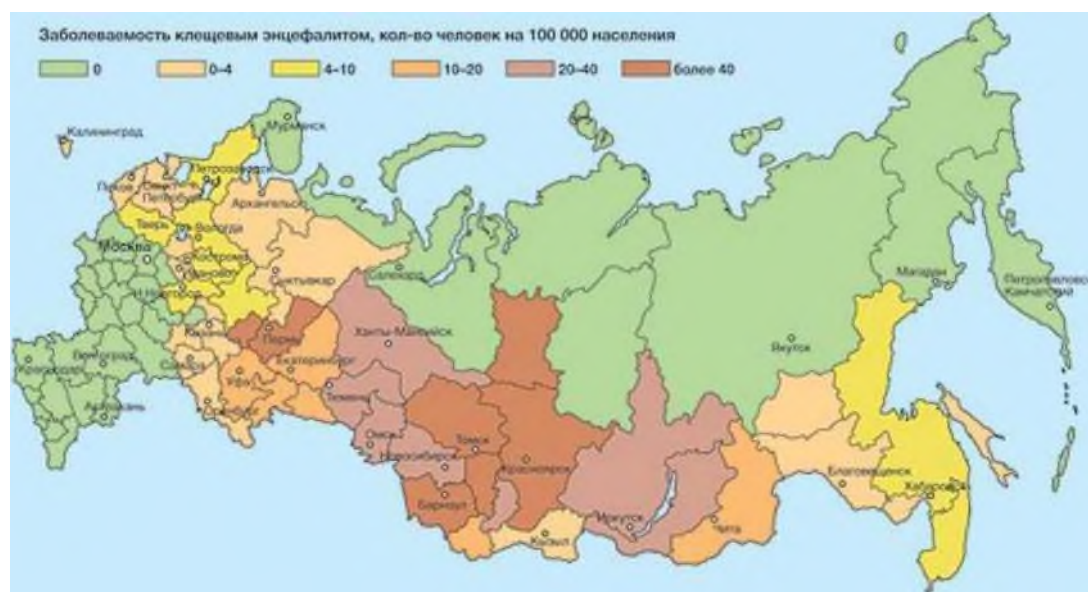 Заболеваемость клещевым энцефалитом, кол-во человек на 100 000 населения
0 0–4 4–10 10–20 20–40 более 40
Калининград
Мурманск
Петрозаводск
Псков
Петербург
Архангельск
Тверь
Вологда
Москва
Кострома
Иваново
Сыктывкар
Салехард
Н.Новгород
Магадан
Петропавловск
Камчатский
Казань
Пермь
Ханты-Мансийск
Якутск
Волгоград
Самара
Екатеринбург
Краснодар
Уфа
Тюмень
Астрахань
Оренбург
Омск
Томск
Новосибирск
Красноярск
Благовещенск
Хабаровск
Барнаул
Иркутск
Чита
Кызыл